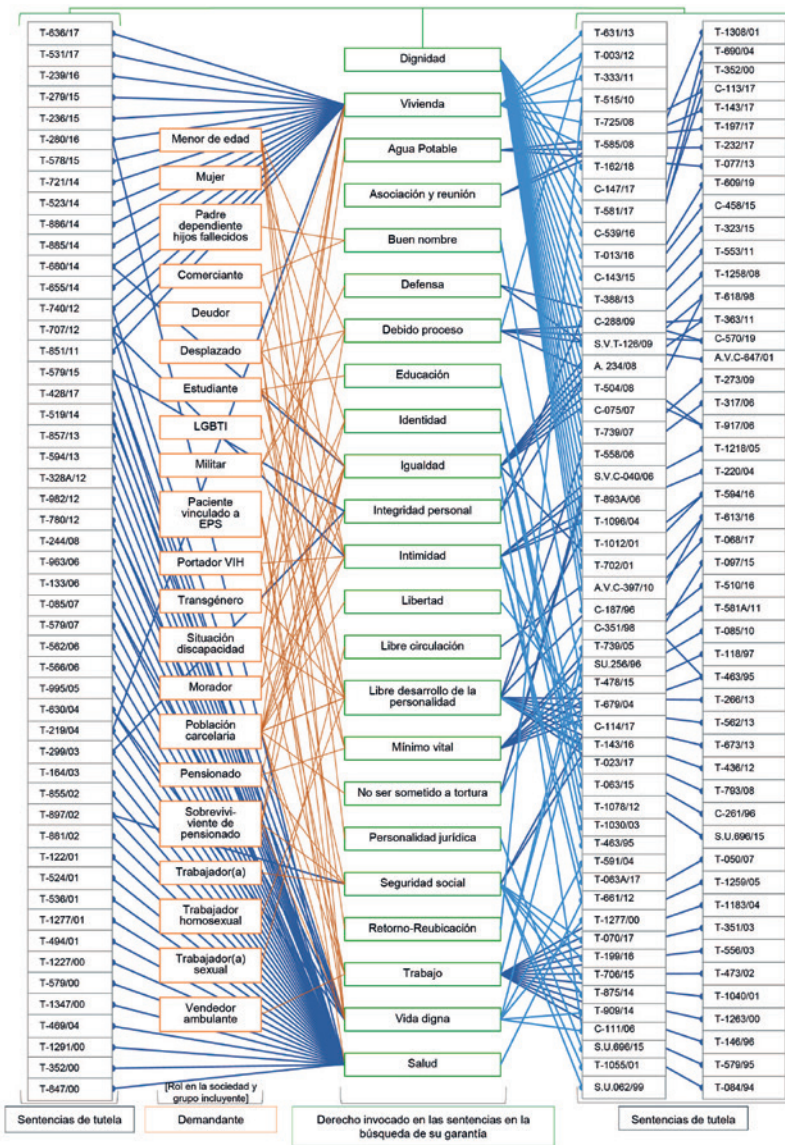 T-636/17
T-531/17
T-239/16
T-279/15
T-236/15
T-280/16
T-578/15
T-721/14
T-523/14
T-886/14
T-885/14
T-660/14
T-655/14
T-740/12
T-707/12
T-851/11
T-579/15
T-428/17
T-519/14
T-857/13
T-594/13
T-328A/12
T-982/12
T-780/12
T-244/08
T-963/06
T-133/06
T-085/07
T-579/07
T-562/06
T-566/06
T-995/05
T-630/04
T-219/04
T-299/03
T-164/03
T-855/02
T-897/02
T-881/02
T-122/01
T-524/01
T-536/01
T-1277/01
T-494/01
T-1227/00
T-579/00
T-1347/00
T-469/04
T-1291/00
T-352/00
T-847/00
Sentencias de tutela
Menor de edad
Mujer
Padre
dependiente
hijos fallecidos
Comerciante
Deudor
Desplazado
Estudiante
LGBTI
Militar
Paciente
vinculado a
EPS
Portador VIH
Transgénero
Situación
discapacidad
Morador
Población
carcelaria
Pensionado
Sobrevivi-
viente de
pensionado
Trabajador(a)
Trabajador
homosexual
Trabajador(a)
sexual
Vendedor
ambulante
[Rol en la sociedad y
grupo incluyente]
Demandante
Dignidad
Vivienda
Agua Potable
Asociación y reunión
Buen nombre
Defensa
Debido proceso
Educación
Identidad
Igualdad
Integridad personal
Intimidad
Libertad
Libre circulación
Libre desarrollo de la
personalidad
Mínimo vital
No ser sometido a tortura
Personalidad jurídica
Seguridad social
Retorno-Reubicación
Trabajo
Vida digna
Salud
Derecho invocado en las sentencias en la
búsqueda de su garantía
T-631/13
T-003/12
T-333/11
T-515/10
T-725/08
T-585/08
T-162/18
C-147/17
T-581/17
C-539/16
T-013/16
C-143/15
T-388/13
C-288/09
S.V.T-126/09
A. 234/08
T-504/08
C-075/07
T-739/07
T-558/06
S.V.C-040/06
T-893A/06
T-1096/04
T-1012/01
T-702/01
A.V.C-397/10
C-187/96
C-351/98
T-739/05
SU.256/96
T-478/15
T-679/04
C-114/17
T-143/16
T-023/17
T-063/15
T-1078/12
T-1030/03
T-463/95
T-591/04
T-063A/17
T-661/12
T-1277/00
T-070/17
T-199/16
T-706/15
T-875/14
T-909/14
C-111/06
S.U.696/15
T-1055/01
S.U.062/99
T-1308/01
T-690/04
T-352/00
C-113/17
T-143/17
T-197/17
T-232/17
T-077/13
T-609/19
C-458/15
T-323/15
T-553/11
T-1258/08
T-618/98
T-363/11
C-570/19
A.V.C-647/01
T-273/09
T-317/06
T-917/06
T-1218/05
T-220/04
T-594/16
T-613/16
T-068/17
T-097/15
T-510/16
T-581A/11
T-085/10
T-118/97
T-463/95
T-266/13
T-562/13
T-673/13
T-436/12
T-793/08
C-261/96
S.U.696/15
T-050/07
T-1259/05
T-1183/04
T-351/03
T-556/03
T-473/02
T-1040/01
T-1263/00
T-146/96
T-579/95
T-084/94
Sentencias de tutela